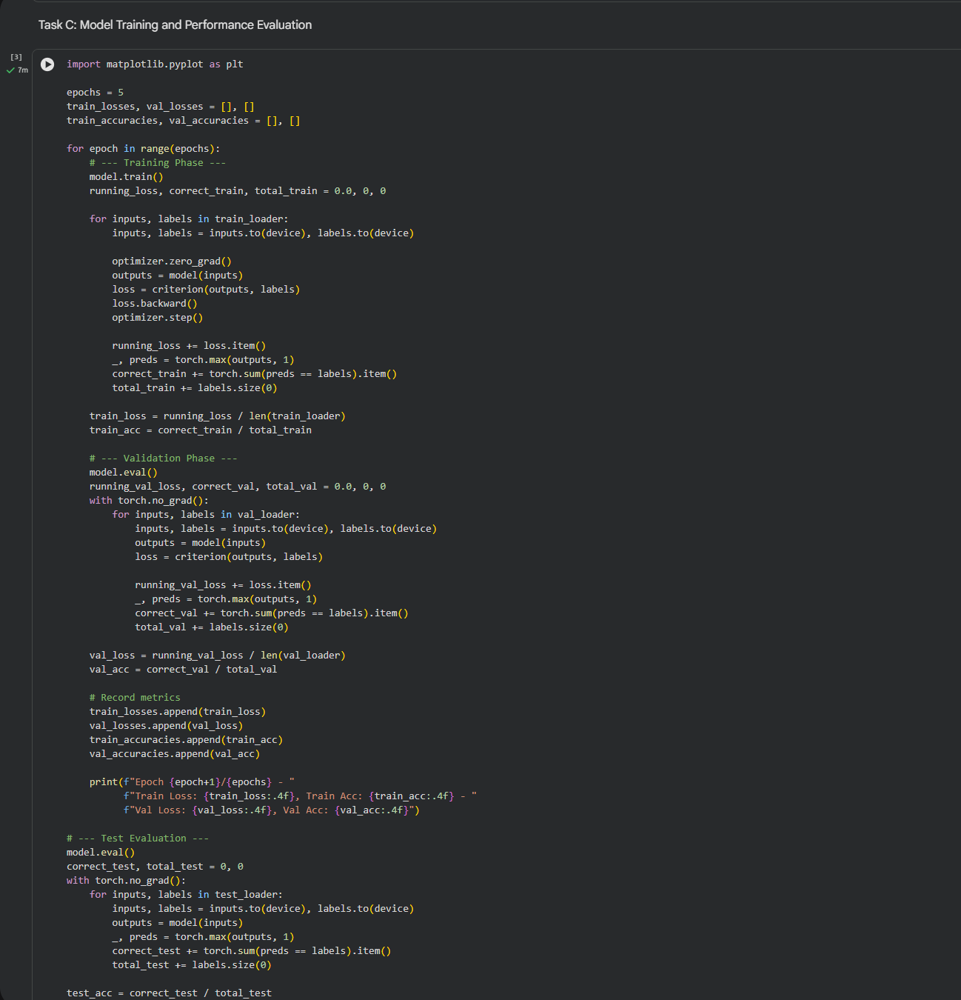 Task C: Model Training and Performance Evaluation
[3]
7m
import matplotlib.pyplot as plt
epochs = 5
train_losses, val_losses = [], []
train_accuracies, val_accuracies = [], []
for epoch in range(epochs):
    # --- Training Phase ---
    model.train()
    running_loss, correct_train, total_train = 0.0, 0, 0
    for inputs, labels in train_loader:
        inputs, labels = inputs.to(device), labels.to(device)
        optimizer.zero_grad()
        outputs = model(inputs)
        loss = criterion(outputs, labels)
        loss.backward()
        optimizer.step()
        running_loss += loss.item()
        _, preds = torch.max(outputs, 1)
        correct_train += torch.sum(preds == labels).item()
        total_train += labels.size(0)
    train_loss = running_loss / len(train_loader)
    train_acc = correct_train / total_train
    # --- Validation Phase ---
    model.eval()
    running_val_loss, correct_val, total_val = 0.0, 0, 0
    with torch.no_grad():
        for inputs, labels in val_loader:
            inputs, labels = inputs.to(device), labels.to(device)
            outputs = model(inputs)
            loss = criterion(outputs, labels)
            running_val_loss += loss.item()
            _, preds = torch.max(outputs, 1)
            correct_val += torch.sum(preds == labels).item()
            total_val += labels.size(0)
    val_loss = running_val_loss / len(val_loader)
    val_acc = correct_val / total_val
    # Record metrics
    train_losses.append(train_loss)
    val_losses.append(val_loss)
    train_accuracies.append(train_acc)
    val_accuracies.append(val_acc)
    print(f"Epoch {epoch+1}/{epochs} - "
          f"Train Loss: {train_loss:.4f}, Train Acc: {train_acc:.4f} - "
          f"Val Loss: {val_loss:.4f}, Val Acc: {val_acc:.4f}")
# --- Test Evaluation ---
model.eval()
correct_test, total_test = 0, 0
with torch.no_grad():
    for inputs, labels in test_loader:
        inputs, labels = inputs.to(device), labels.to(device)
        outputs = model(inputs)
        _, preds = torch.max(outputs, 1)
        correct_test += torch.sum(preds == labels).item()
        total_test += labels.size(0)
test_acc = correct_test / total_test